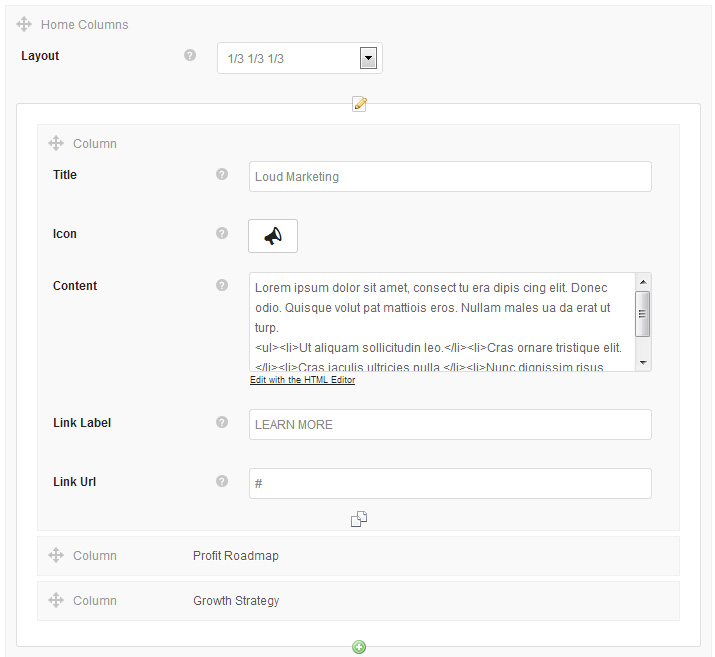 Home Columns
Layout ? 1/3 1/3 1/3
Column
Title ? Loud Marketing
Icon ?
Content ? Lorem ipsum dolor sit amet, consect tu era dipis cing elit. Donec
odio. Quisque volut pat mattiois eros. Nullam males ua da erat ut
turp.
<ul><li>Ut aliquam sollicitudin leo.</li><li>Cras ornare tristique elit.
</li><li>Cras iaculis ultricies nulla.</li><li>Nunc dignissim risus
Edit with the HTML Editor
Link Label ? LEARN MORE
Link Url ? #
Column Profit Roadmap
Column Growth Strategy